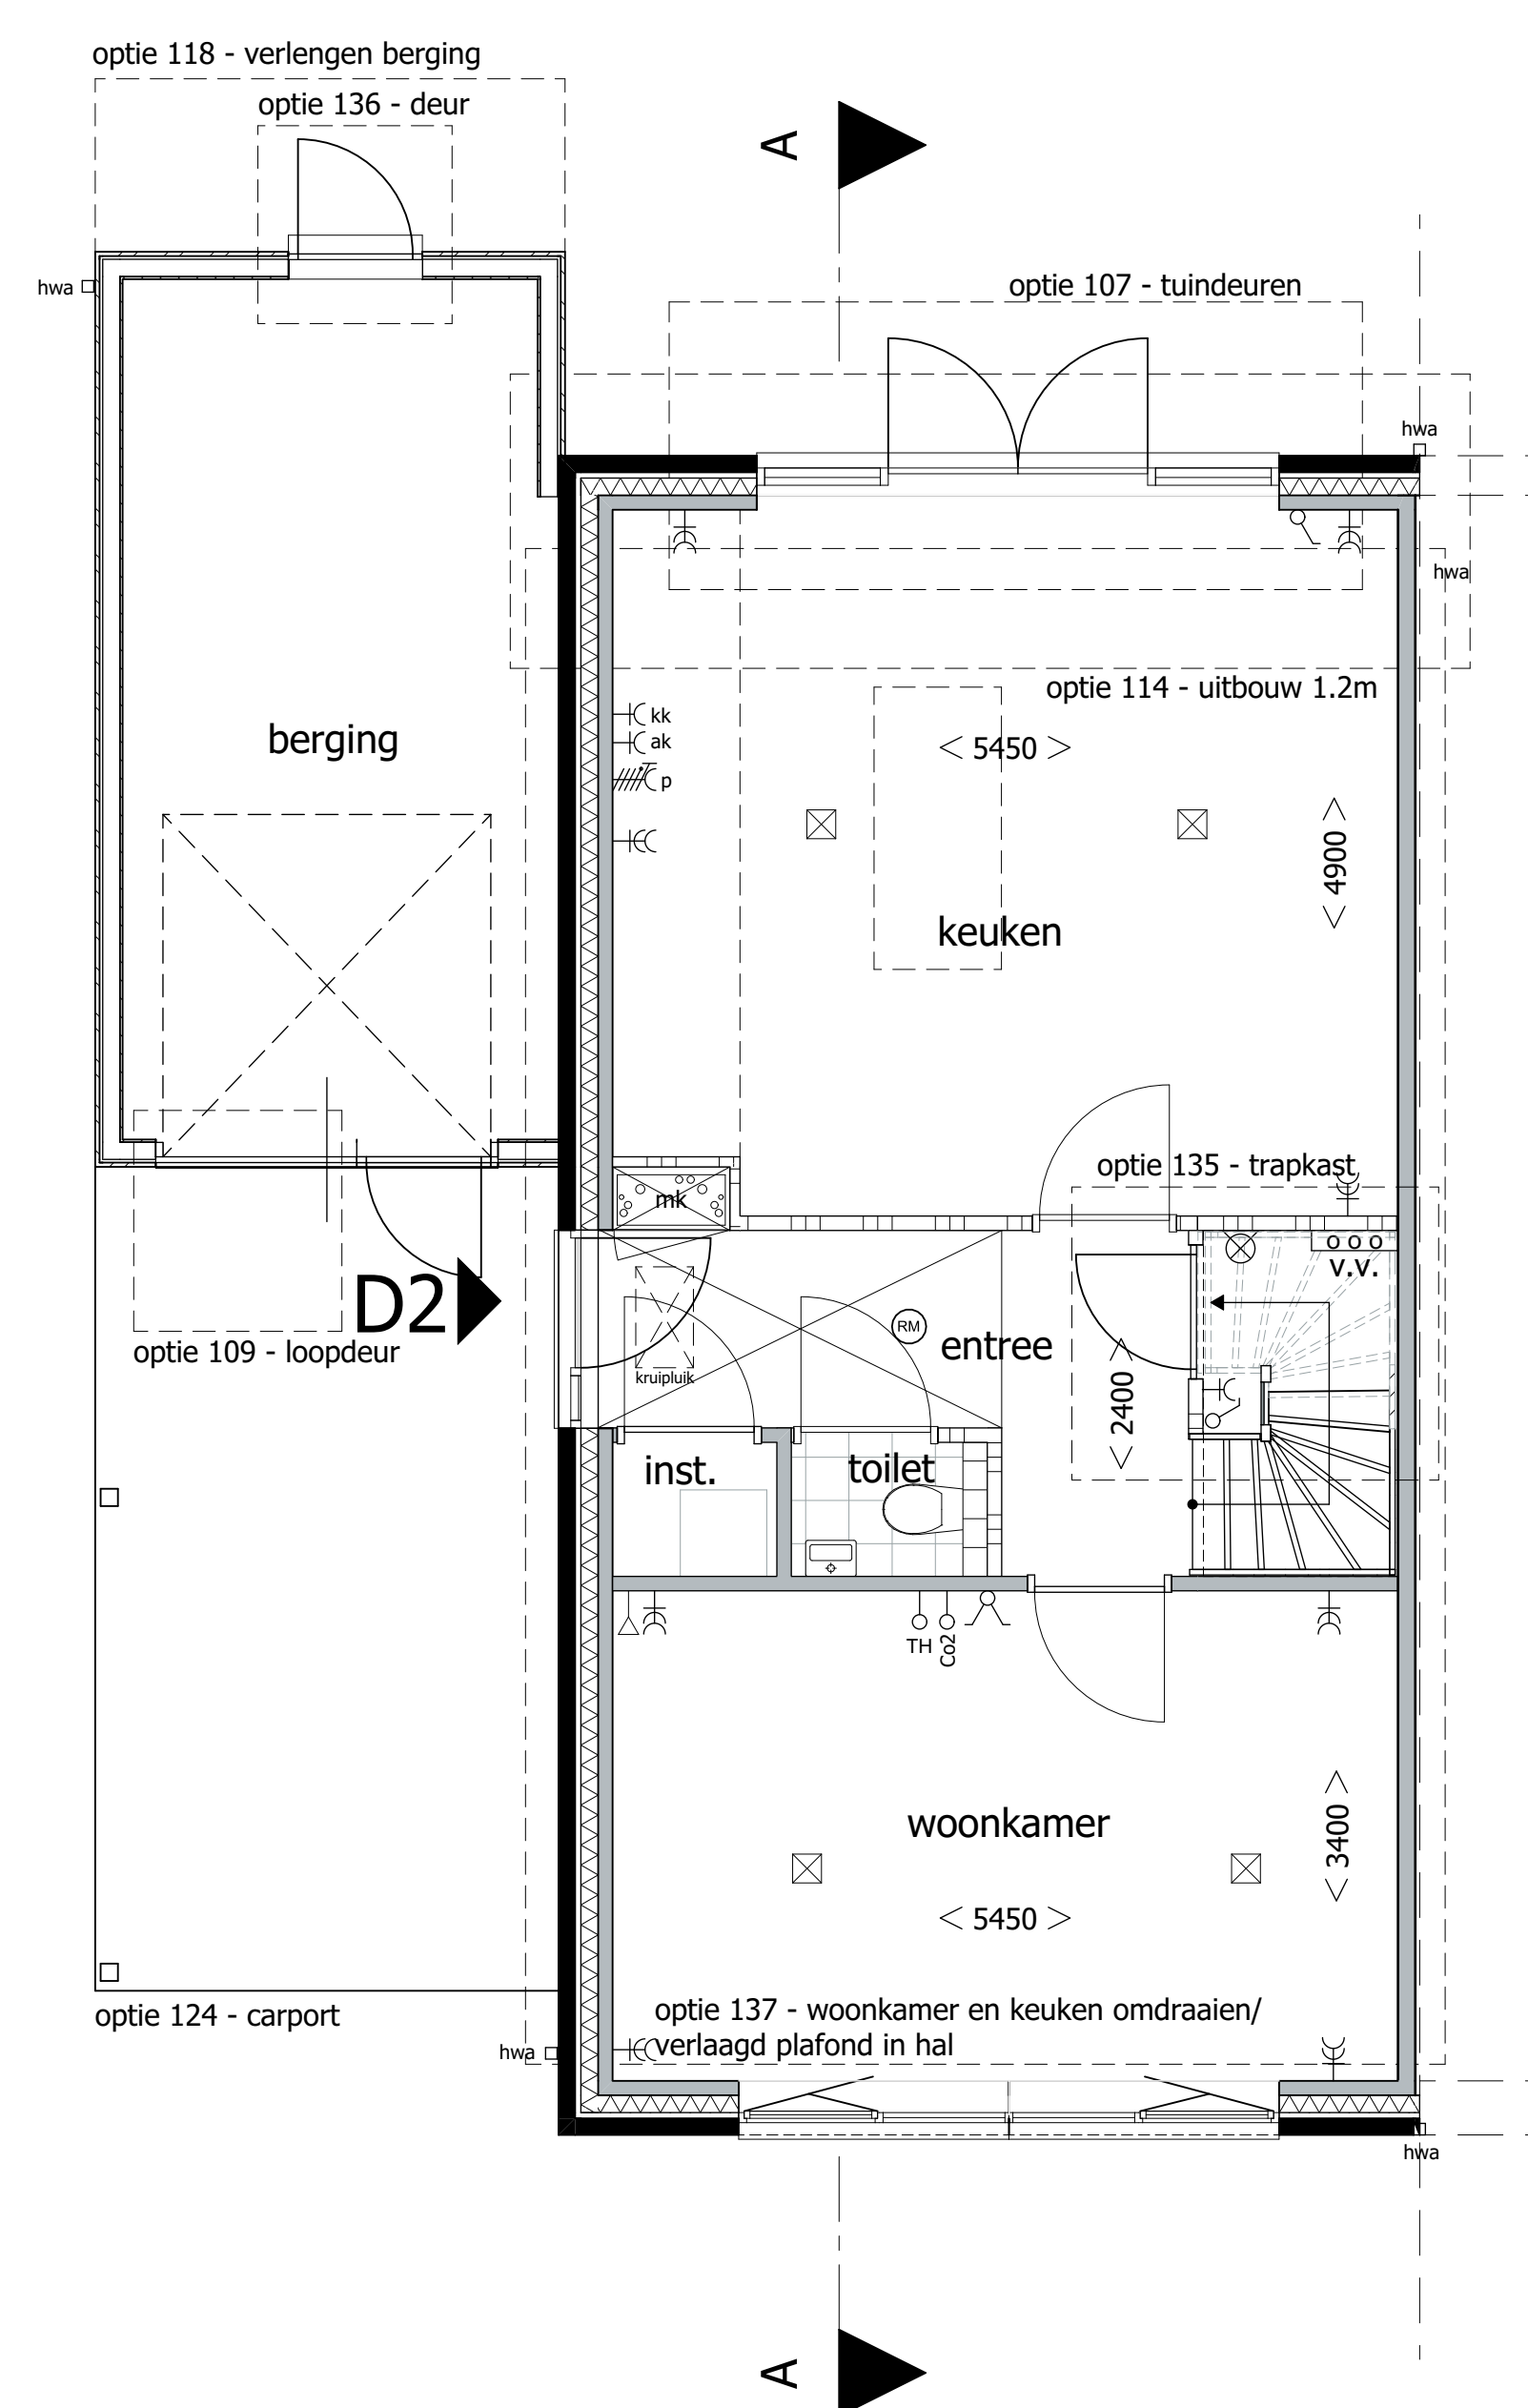 optie 118 - verlengen berging
optie 136 - deur
A
hwa
optie 107 - tuindeuren
hwa
hwa
optie 114 - uitbouw 1.2m
kk
ak
p
berging
< 5450 >
< 4900 >
keuken
optie 135 - trapkast
mk
v.v.
D2
RM
entree
kruipluik
optie 109 - loopdeur
< 2400 >
inst.
toilet
TH
Co2
woonkamer
< 3400 >
< 5450 >
optie 137 - woonkamer en keuken omdraaien/
verlaagd plafond in hal
optie 124 - carport
hwa
hwa
A